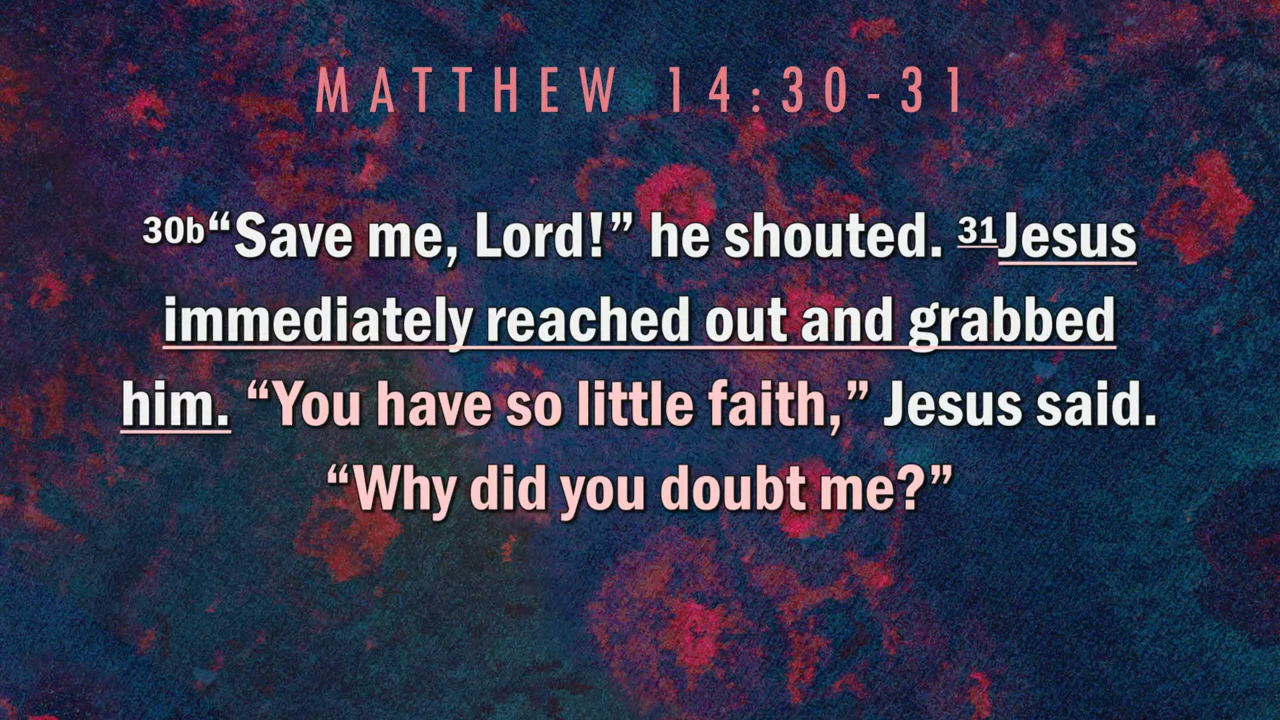 MATTHEW 14:30-31
30b“Save me, Lord!” he shouted. 31Jesus
immediately reached out and grabbed
him. “You have so little faith,” Jesus said.
“Why did you doubt me?”